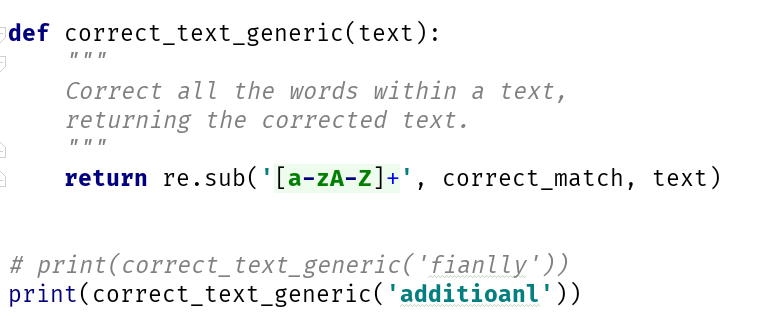 def correct_text_generic(text):
    """
    Correct all the words within a text,
    returning the corrected text.
    """
    return re.sub('[a-zA-Z]+', correct_match, text)
# print(correct_text_generic('fianlly'))
print(correct_text_generic('additioanl'))